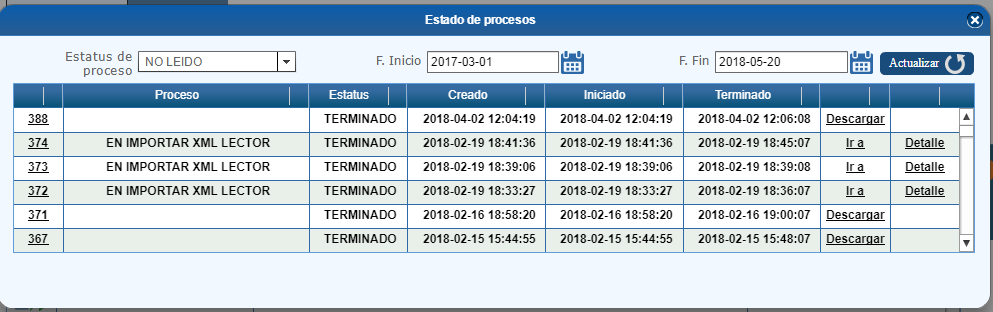 Estado de procesos
Estatus de proceso NO LEIDO F. Inicio 2017-03-01 F. Fin 2018-05-20 Actualizar
Proceso Estatus Creado Iniciado Terminado
388 TERMINADO 2018-04-02 12:04:19 2018-04-02 12:04:19 2018-04-02 12:06:08 Descargar
374 EN IMPORTAR XML LECTOR TERMINADO 2018-02-19 18:41:36 2018-02-19 18:41:36 2018-02-19 18:45:07 Ir a Detalle
373 EN IMPORTAR XML LECTOR TERMINADO 2018-02-19 18:39:06 2018-02-19 18:39:06 2018-02-19 18:39:08 Ir a Detalle
372 EN IMPORTAR XML LECTOR TERMINADO 2018-02-19 18:33:27 2018-02-19 18:33:27 2018-02-19 18:36:07 Ir a Detalle
371 TERMINADO 2018-02-16 18:58:20 2018-02-16 18:58:20 2018-02-16 19:00:07 Descargar
367 TERMINADO 2018-02-15 15:44:55 2018-02-15 15:44:55 2018-02-15 15:48:07 Descargar